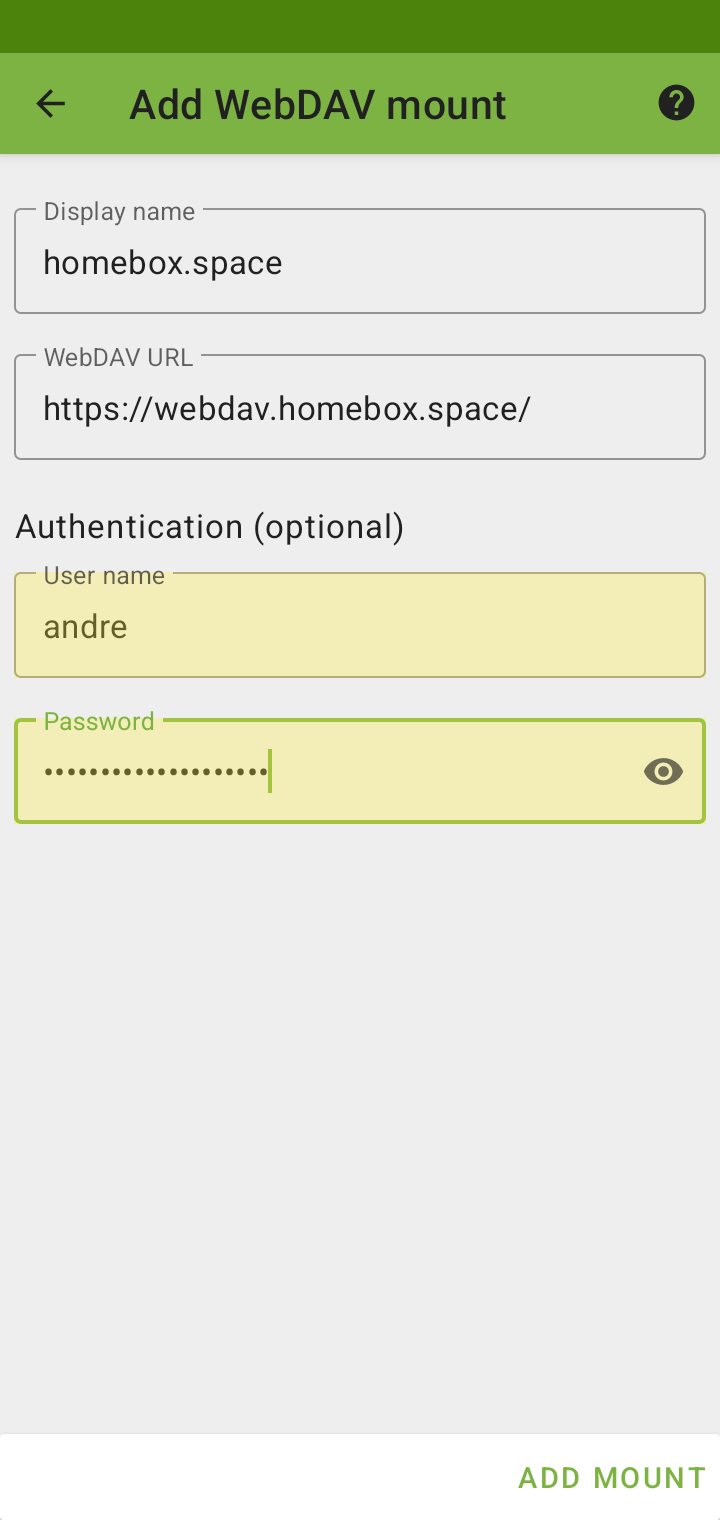 Add WebDAV mount
Display name
homebox.space
WebDAV URL
https://webdav.homebox.space/
Authentication (optional)
User name
andre
Password
•••••••••••••••••••
ADD MOUNT